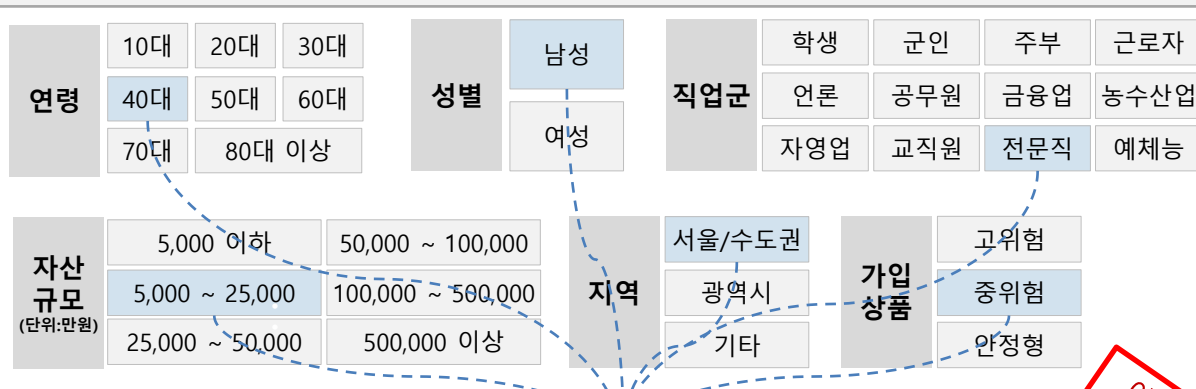 연령
10대 20대 30대
40대 50대 60대
70대 80대 이상
성별
남성
여성
직업군
학생 군인 주부 근로자
언론 공무원 금융업 농수산업
자영업 교직원 전문직 예체능
자산
규모
(단위:만원)
5,000 이하 50,000 ~ 100,000
5,000 ~ 25,000 100,000 ~ 500,000
25,000 ~ 50,000 500,000 이상
지역
서울/수도권
광역시
기타
가입
상품
고위험
중위험
안정형